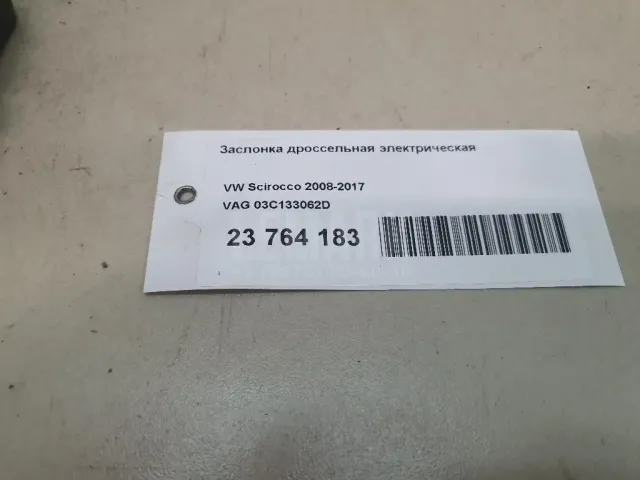 Заслонка дроссельная электрическая
VW Scirocco 2008-2017
VAG 03C133062D
23 764 183